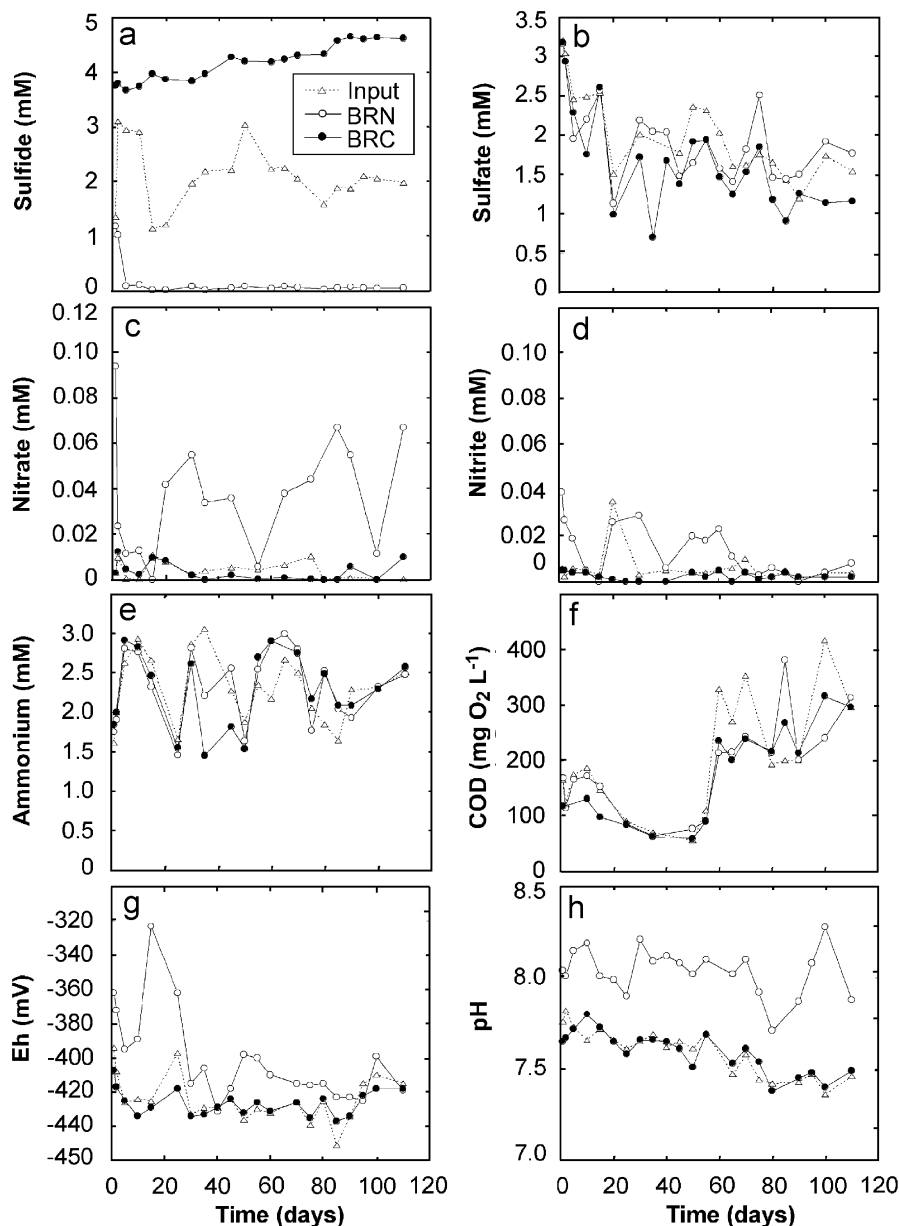 a
Sulfide (mM)
5
4
3
2
1
0
Input
BRN
BRC
b
Sulfate (mM)
3.5
3
2.5
2
1.5
1
0.5
0
c
Nitrate (mM)
0.12
0.10
0.08
0.06
0.04
0.02
0
d
Nitrite (mM)
0.10
0.08
0.06
0.04
0.02
0
e
Ammonium (mM)
3.0
2.5
2.0
1.5
1.0
0.5
0
f
COD (mg O2 L-1)
400
300
200
100
0
g
Eh (mV)
-320
-340
-360
-380
-400
-420
-430
-450
0 20 40 60 80 100 120
Time (days)
h
pH
8.5
8.0
7.5
7.0
0 20 40 60 80 100 120
Time (days)